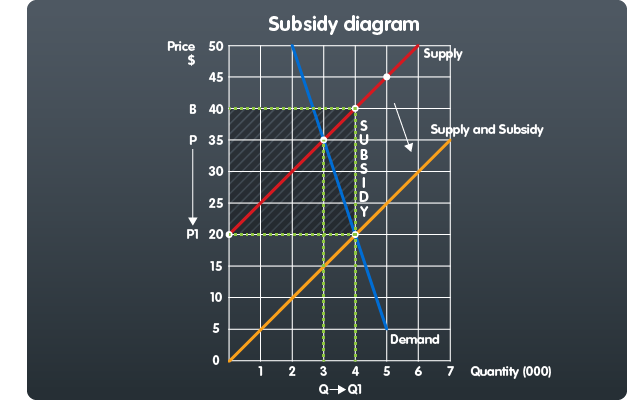 Subsidy diagram
Price
$
50
Supply
45
B 40
Supply and Subsidy
P 35
30
25
P1 20
15
10
5
0
SUBSIDY
Demand
1 2 3 4 5 6 7 Quantity (000)
Q Q1